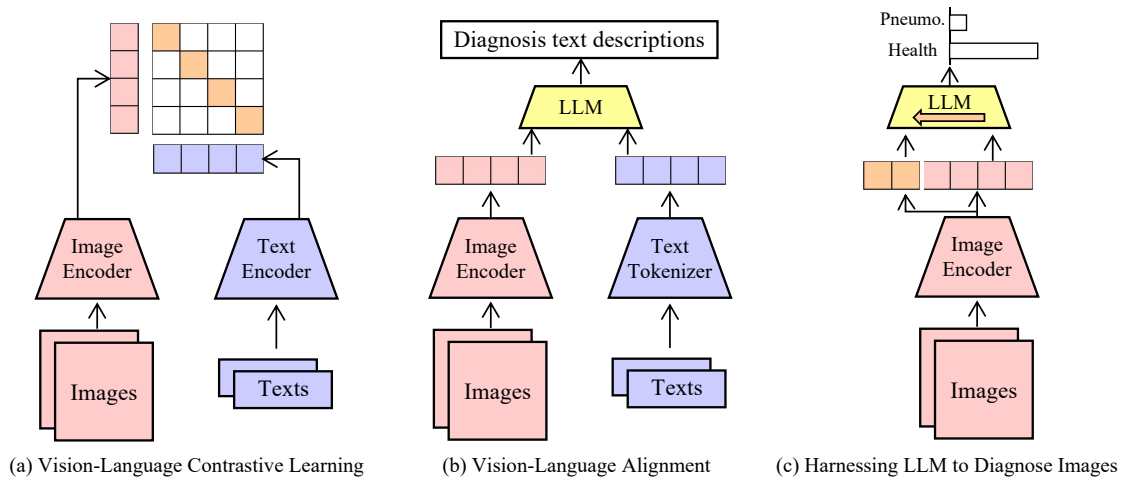 Image
Encoder
Images
Text
Encoder
Texts
(a) Vision-Language Contrastive Learning
Diagnosis text descriptions
LLM
Image
Encoder
Images
Text
Tokenizer
Texts
(b) Vision-Language Alignment
Pneumo.
Health
LLM
Image
Encoder
Images
(c) Harnessing LLM to Diagnose Images